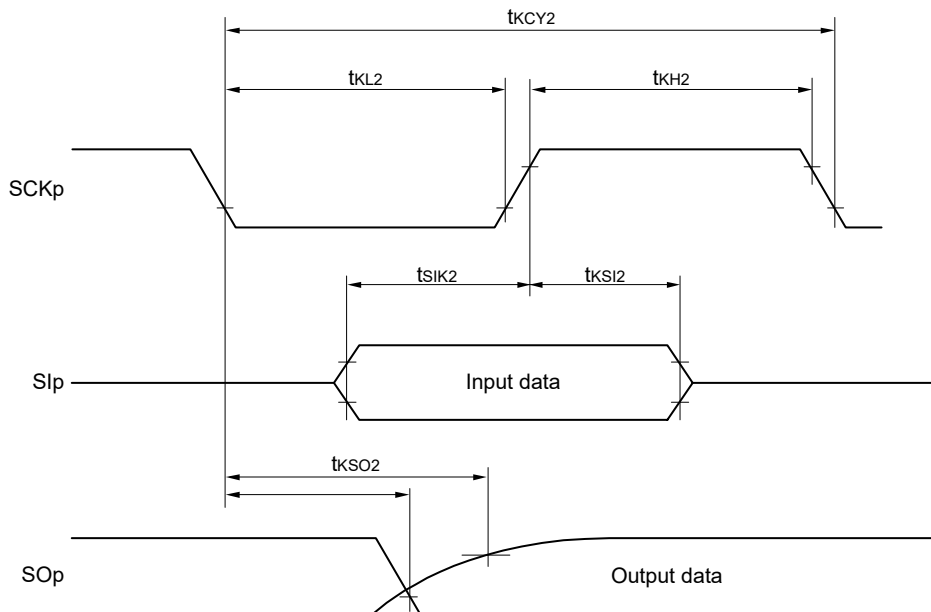 tKCY2
tKL2
tKH2
SCKp
tSIK2
tKSI2
SIp
Input data
tKSO2
SOp
Output data